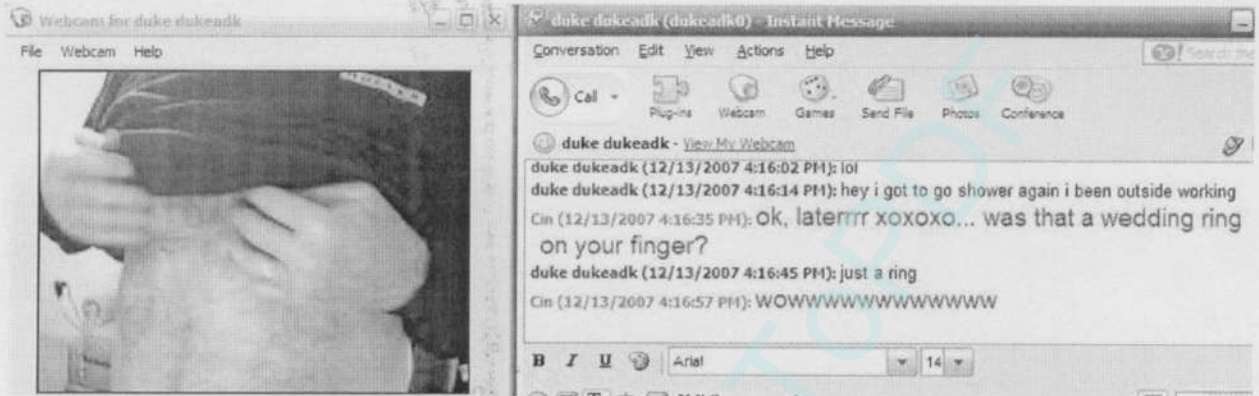 Webcam for duke dukeadk
File Webcam Help
duke dukeadk (dukeadk0) - Instant Message
Conversation Edit View Actions Help
Call
Plug-ins Webcam Games Send File Photos Conference
duke dukeadk - View My Webcam
duke dukeadk (12/13/2007 4:16:02 PM): lol
duke dukeadk (12/13/2007 4:16:14 PM): hey i got to go shower again i been outside working
Cin (12/13/2007 4:16:35 PM): ok, laterrrr xoxoxo... was that a wedding ring
on your finger?
duke dukeadk (12/13/2007 4:16:45 PM): just a ring
Cin (12/13/2007 4:16:57 PM): WOWWWWWWWWWWWWW
B I U Arial 14